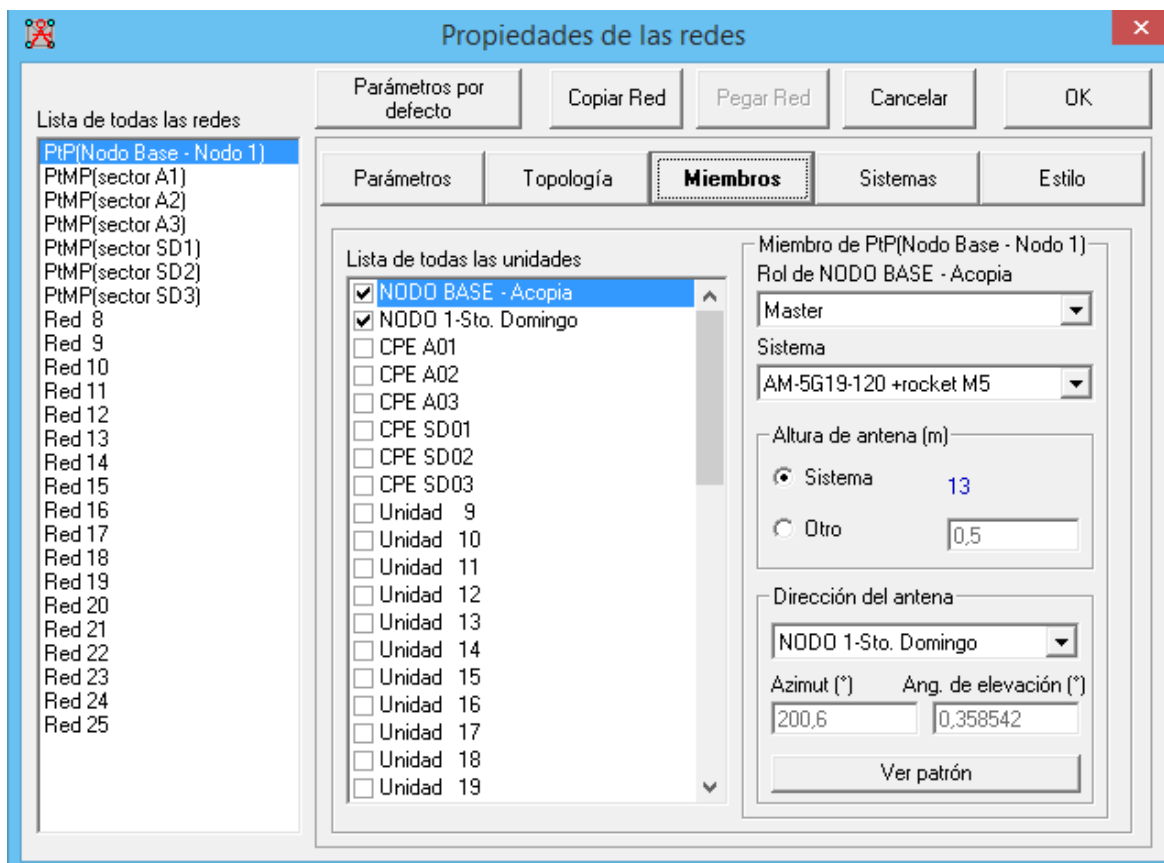 Propiedades de las redes
Lista de todas las redes
PtP(Nodo Base - Nodo 1)
PtMP(sector A1)
PtMP(sector A2)
PtMP(sector A3)
PtMP(sector SD1)
PtMP(sector SD2)
PtMP(sector SD3)
Red 8
Red 9
Red 10
Red 11
Red 12
Red 13
Red 14
Red 15
Red 16
Red 17
Red 18
Red 19
Red 20
Red 21
Red 22
Red 23
Red 24
Red 25
Parámetros por
defecto
Copiar Red
Pegar Red
Cancelar
OK
Parámetros
Topología
Miembros
Sistemas
Estilo
Lista de todas las unidades
NODO BASE - Acopia
NODO 1-Sto. Domingo
CPE A01
CPE A02
CPE A03
CPE SD01
CPE SD02
CPE SD03
Unidad 9
Unidad 10
Unidad 11
Unidad 12
Unidad 13
Unidad 14
Unidad 15
Unidad 16
Unidad 17
Unidad 18
Unidad 19
Miembro de PtP(Nodo Base - Nodo 1)
Rol de NODO BASE - Acopia
Master
Sistema
AM-5G19-120 +rocket M5
Altura de antena (m)
Sistema 13
Otro 0,5
Dirección del antena
NODO 1-Sto. Domingo
Azimut (°) Ang. de elevación (°)
200,6 0,358542
Ver patrón